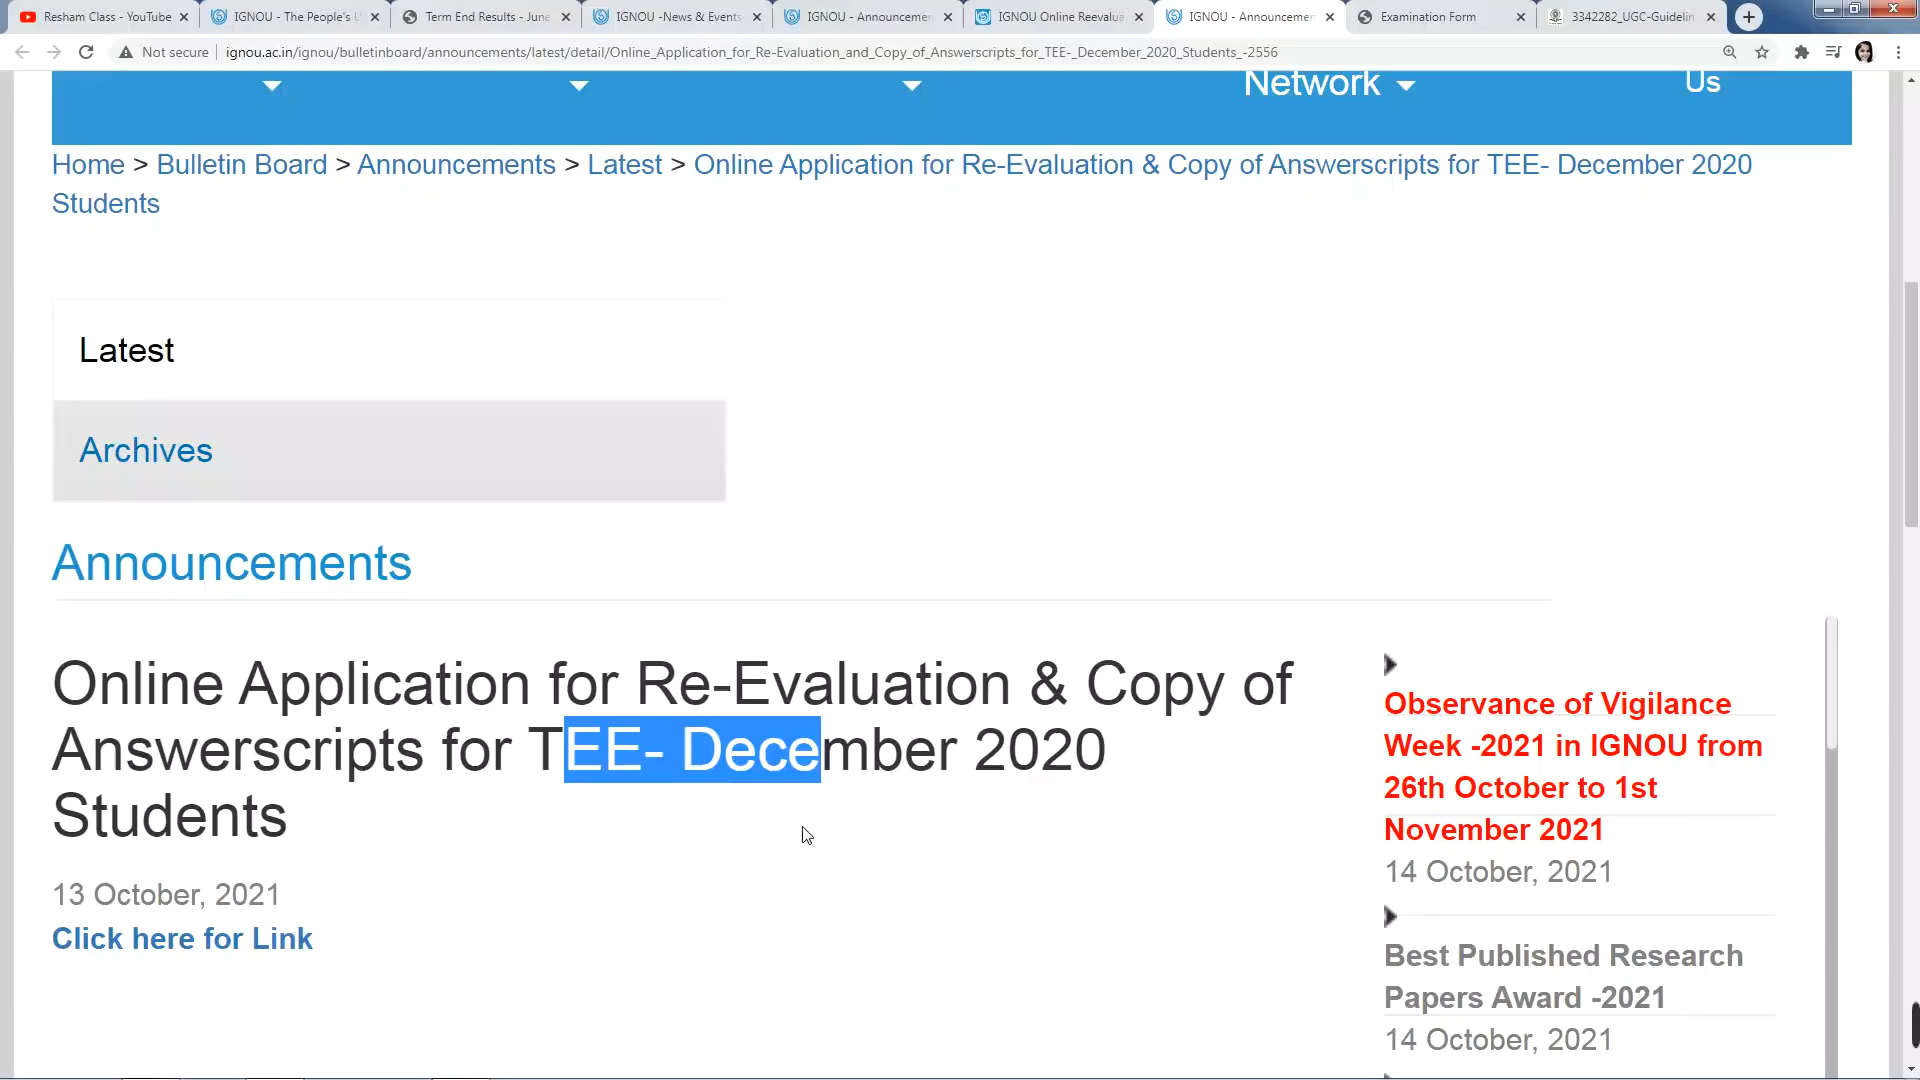 Resham Class - YouTube
IGNOU - The People's U
Term End Results - June
IGNOU -News & Events
IGNOU - Announcemen
IGNOU Online Reevalua
IGNOU - Announcemen
Examination Form
3342282_UGC-Guidelin
Not secure
ignou.ac.in/ignou/bulletinboard/announcements/latest/detail/Online_Application_for_Re-Evaluation_and_Copy_of_Answerscripts_for_TEE-_December_2020_Students_-2556
Network
Us
Home > Bulletin Board > Announcements > Latest > Online Application for Re-Evaluation & Copy of Answerscripts for TEE- December 2020
Students
Latest
Archives
Announcements
Online Application for Re-Evaluation & Copy of
Answerscripts for TEE- December 2020
Students
13 October, 2021
Click here for Link
Observance of Vigilance
Week -2021 in IGNOU from
26th October to 1st
November 2021
14 October, 2021
Best Published Research
Papers Award -2021
14 October, 2021